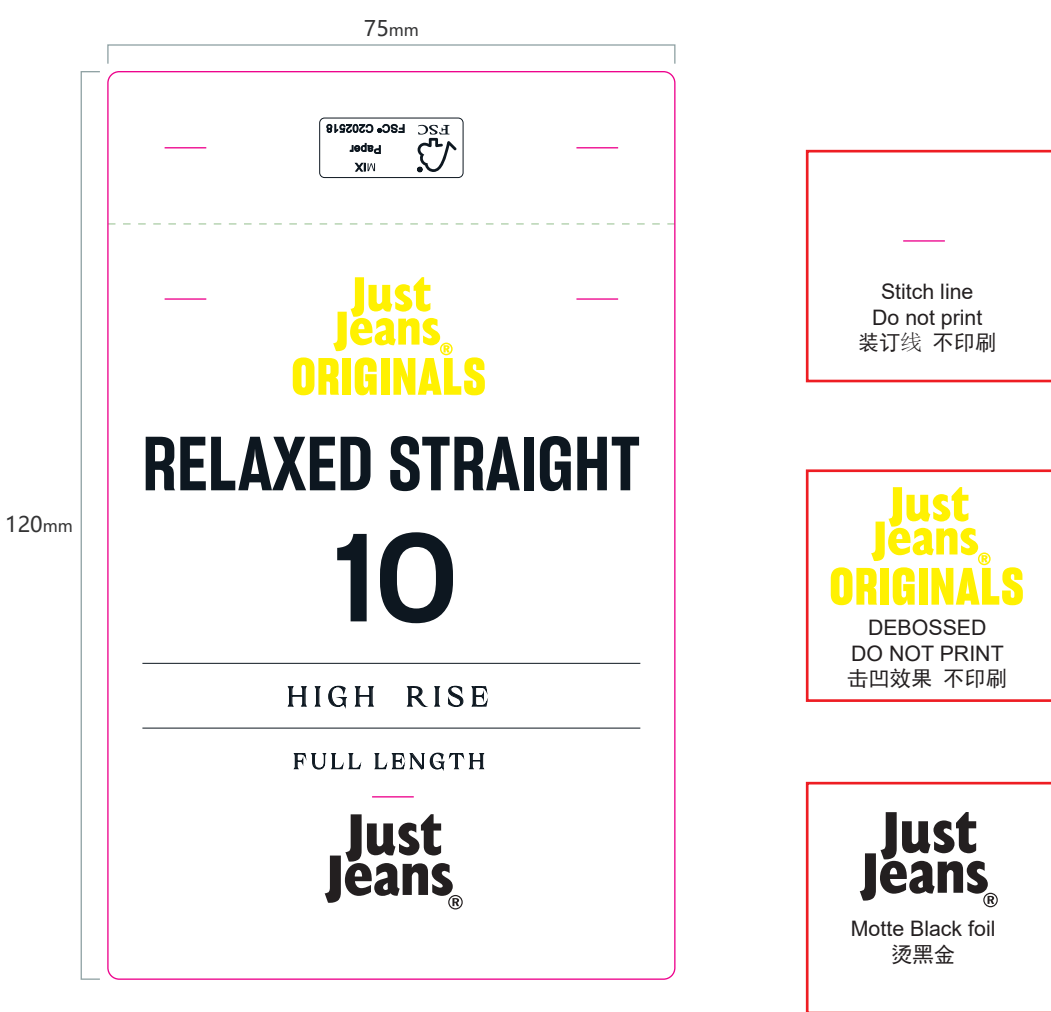 75mm
FSC
FSC® C202518
MIX
Paper
Just
Jeans®
ORIGINALS
RELAXED STRAIGHT
10
HIGH RISE
FULL LENGTH
Just
Jeans®
120mm
Stitch line
Do not print
装订线 不印刷
Just
Jeans®
ORIGINALS
DEBOSSED
DO NOT PRINT
击凹效果 不印刷
Just
Jeans®
Motte Black foil
烫黑金